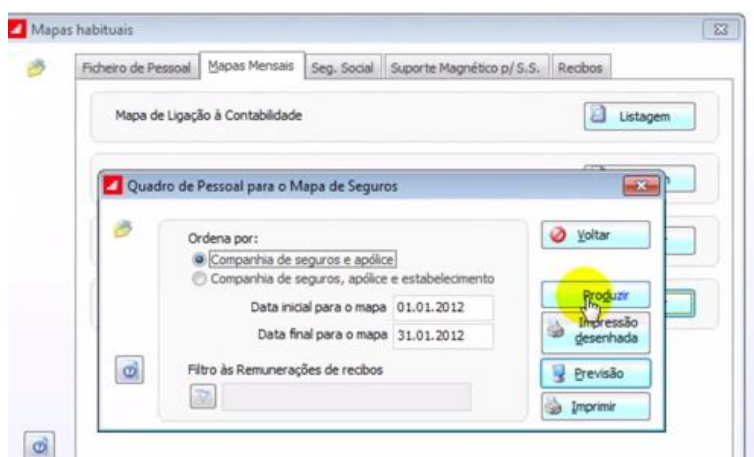 Mapas habituais
Ficheiro de Pessoal Mapas Mensais Seg. Social Suporte Magnético p/ S.S. Recibos
Mapa de Ligação à Contabilidade
Listagem
Quadro de Pessoal para o Mapa de Seguros
Ordena por:
Companhia de seguros e apólice
Companhia de seguros, apólice e estabelecimento
Data inicial para o mapa 01.01.2012
Data final para o mapa 31.01.2012
Filtro às Remunerações de recibos
Voltar
Produzir
Impressão
desenhada
Previsão
Imprimir